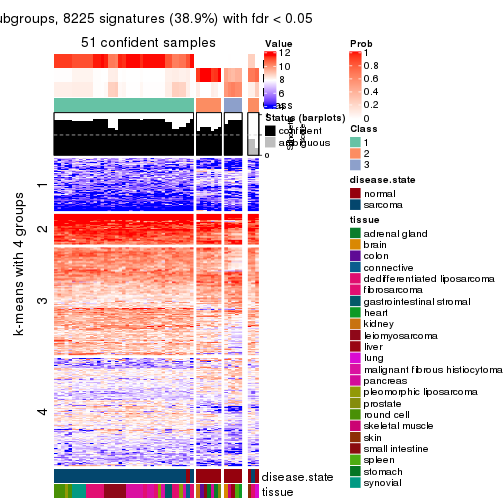 ubgroups, 8225 signatures (38.9%) with fdr < 0.05
51 confident samples
k-means with 4 groups
1
2
3
4
disease.state
tissue
Value
12
10
8
6
Status (barplots)
confident
ambiguous
0
Prob
1
0.8
0.6
0.4
0.2
0
Class
1
2
3
disease.state
normal
sarcoma
tissue
adrenal gland
brain
colon
connective
dedifferentiated liposarcoma
fibrosarcoma
gastrointestinal stromal
heart
kidney
leiomyosarcoma
liver
lung
malignant fibrous histiocytoma
pancreas
pleomorphic liposarcoma
prostate
round cell
skeletal muscle
skin
small intestine
spleen
stomach
synovial